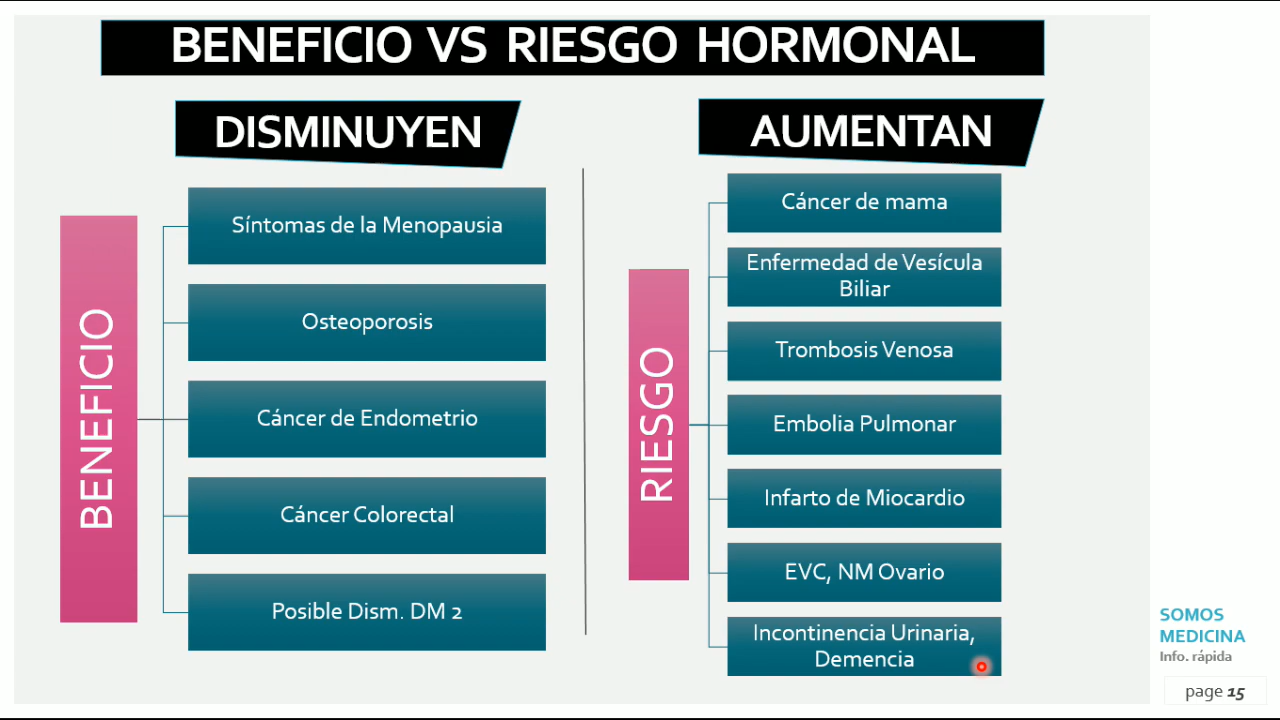 BENEFICIO VS RIESGO HORMONAL
DISMINUYEN
BENEFICIO
Síntomas de la Menopausia
Osteoporosis
Cáncer de Endometrio
Cáncer Colorectal
Posible Dism. DM 2
AUMENTAN
RIESGO
Cáncer de mama
Enfermedad de Vesícula
Biliar
Trombosis Venosa
Embolia Pulmonar
Infarto de Miocardio
EVC, NM Ovario
Incontinencia Urinaria,
Demencia
SOMOS
MEDICINA
Info. rápida
page 15